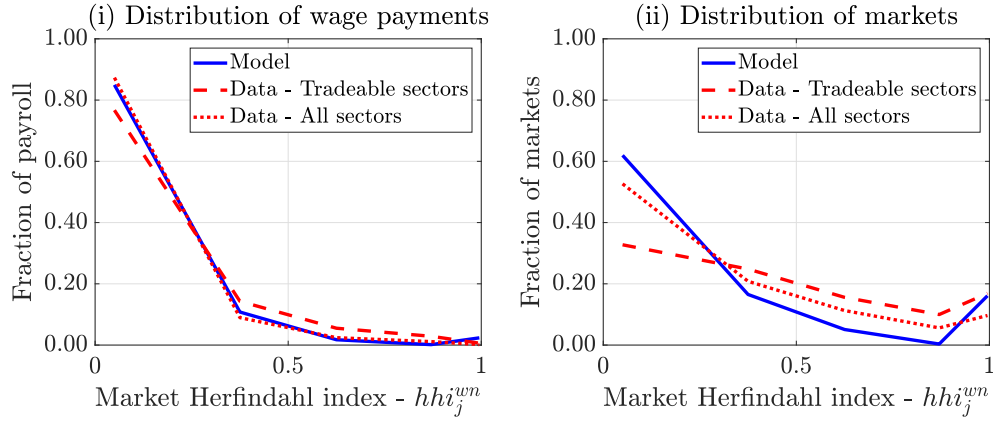 (i) Distribution of wage payments
1.00
0.80
0.60
0.40
0.20
0.00
Fraction of payroll
Model
Data - Tradeable sectors
Data - All sectors
0
0.5
1
Market Herfindahl index - $hhi_j^{wn}$
(ii) Distribution of markets
1.00
0.80
0.60
0.40
0.20
0.00
Fraction of markets
Model
Data - Tradeable sectors
Data - All sectors
0
0.5
1
Market Herfindahl index - $hhi_j^{wn}$